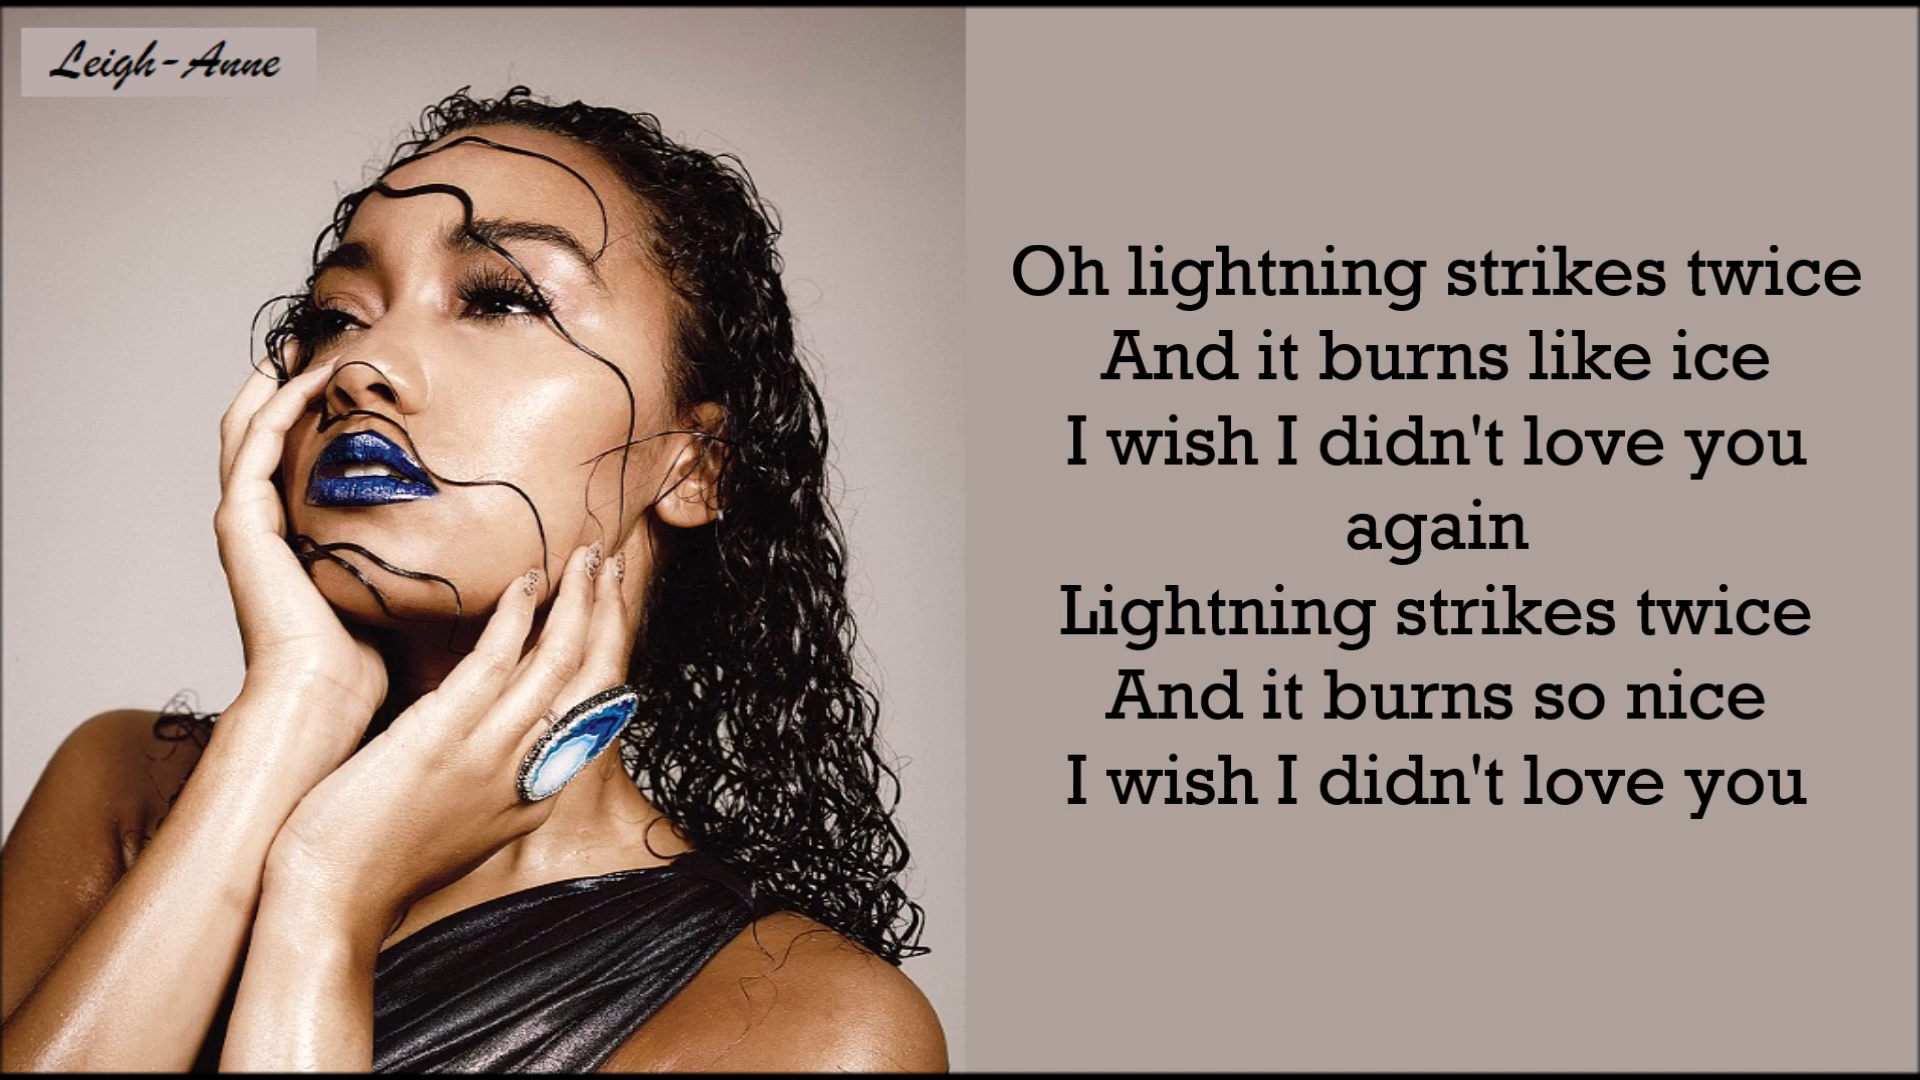 Leigh-Anne
Oh lightning strikes twice
And it burns like ice
I wish I didn't love you
again
Lightning strikes twice
And it burns so nice
I wish I didn't love you